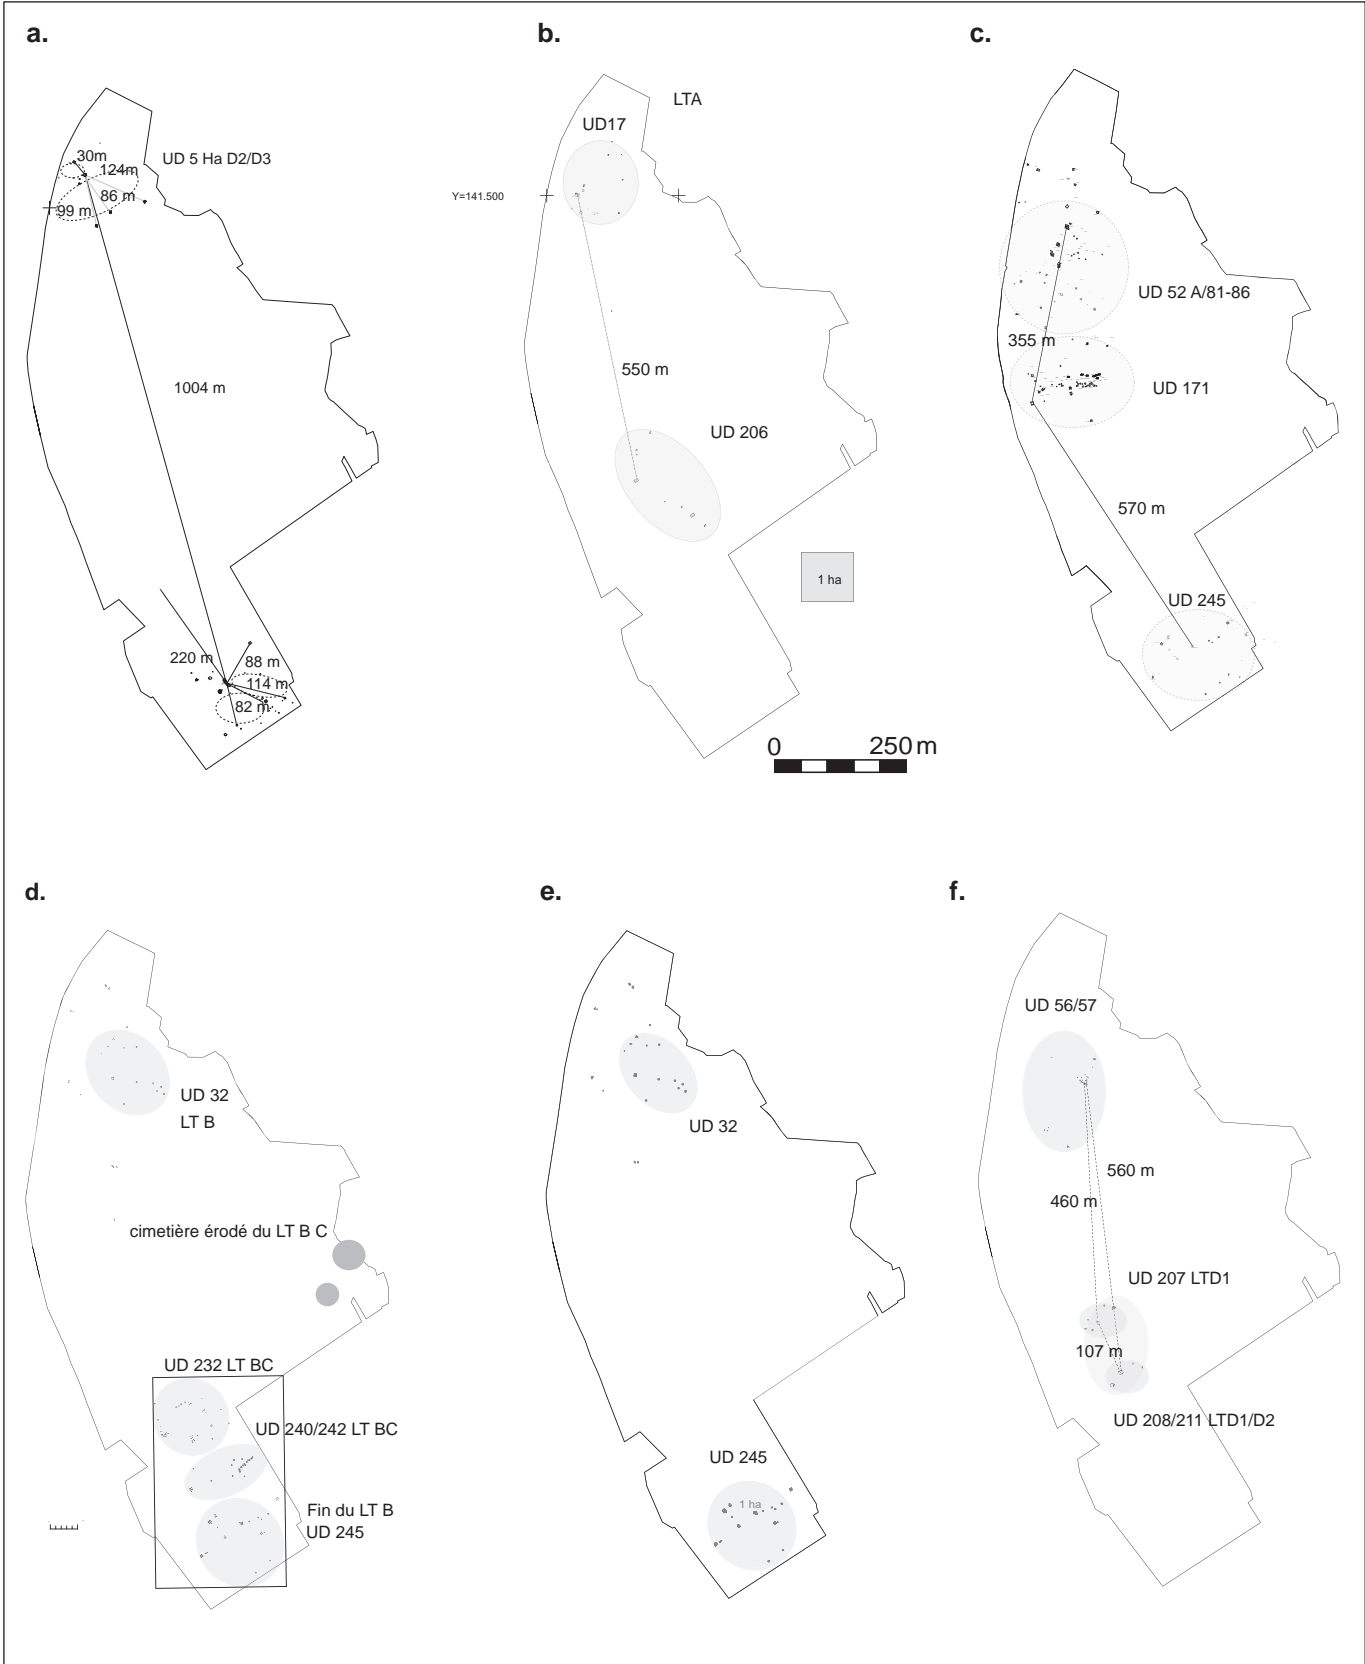 a.
30m
124m
UD 5 Ha D2/D3
86 m
99 m
1004 m
220 m
88 m
114 m
82 m
b.
LTA
UD17
Y=141.500
550 m
UD 206
1 ha
0 250 m
c.
UD 52 A/81-86
355 m
UD 171
570 m
UD 245
d.
UD 32
LT B
cimetière érodé du LT B C
UD 232 LT BC
UD 240/242 LT BC
Fin du LT B
UD 245
e.
UD 32
UD 245
1 ha
f.
UD 56/57
560 m
460 m
UD 207 LTD1
107 m
UD 208/211 LTD1/D2